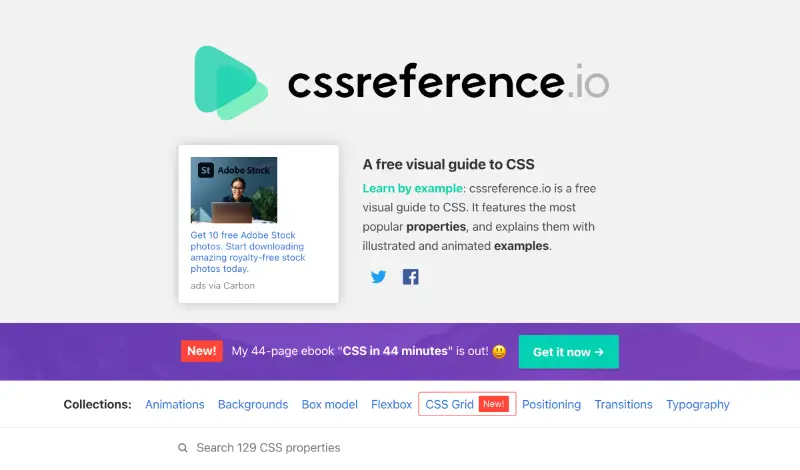 cssreference.io
St Adobe Stock
Get 10 free Adobe Stock
photos. Start downloading
amazing royalty-free stock
photos today.
ads via Carbon
A free visual guide to CSS
Learn by example: cssreference.io is a free
visual guide to CSS. It features the most
popular properties, and explains them with
illustrated and animated examples.
New! My 44-page ebook "CSS in 44 minutes" is out! 😃 Get it now →
Collections: Animations Backgrounds Box model Flexbox CSS Grid New! Positioning Transitions Typography
Search 129 CSS properties